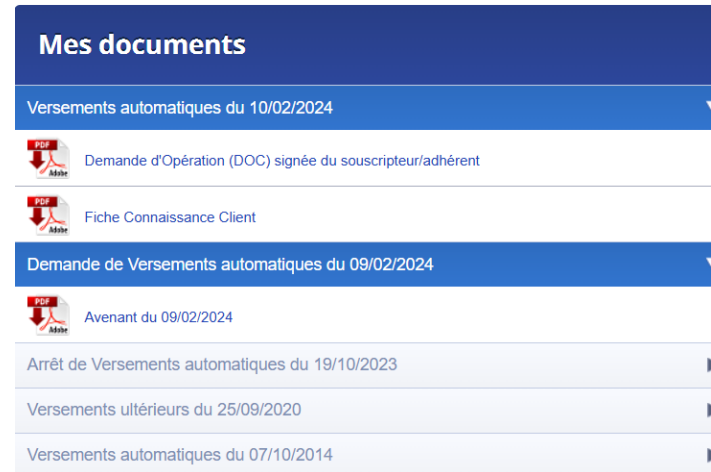 Mes documents
Versements automatiques du 10/02/2024
PDF
Adobe
Demande d'Opération (DOC) signée du souscripteur/adhérent
PDF
Adobe
Fiche Connaissance Client
Demande de Versements automatiques du 09/02/2024
PDF
Adobe
Avenant du 09/02/2024
Arrêt de Versements automatiques du 19/10/2023
Versements ultérieurs du 25/09/2020
Versements automatiques du 07/10/2014